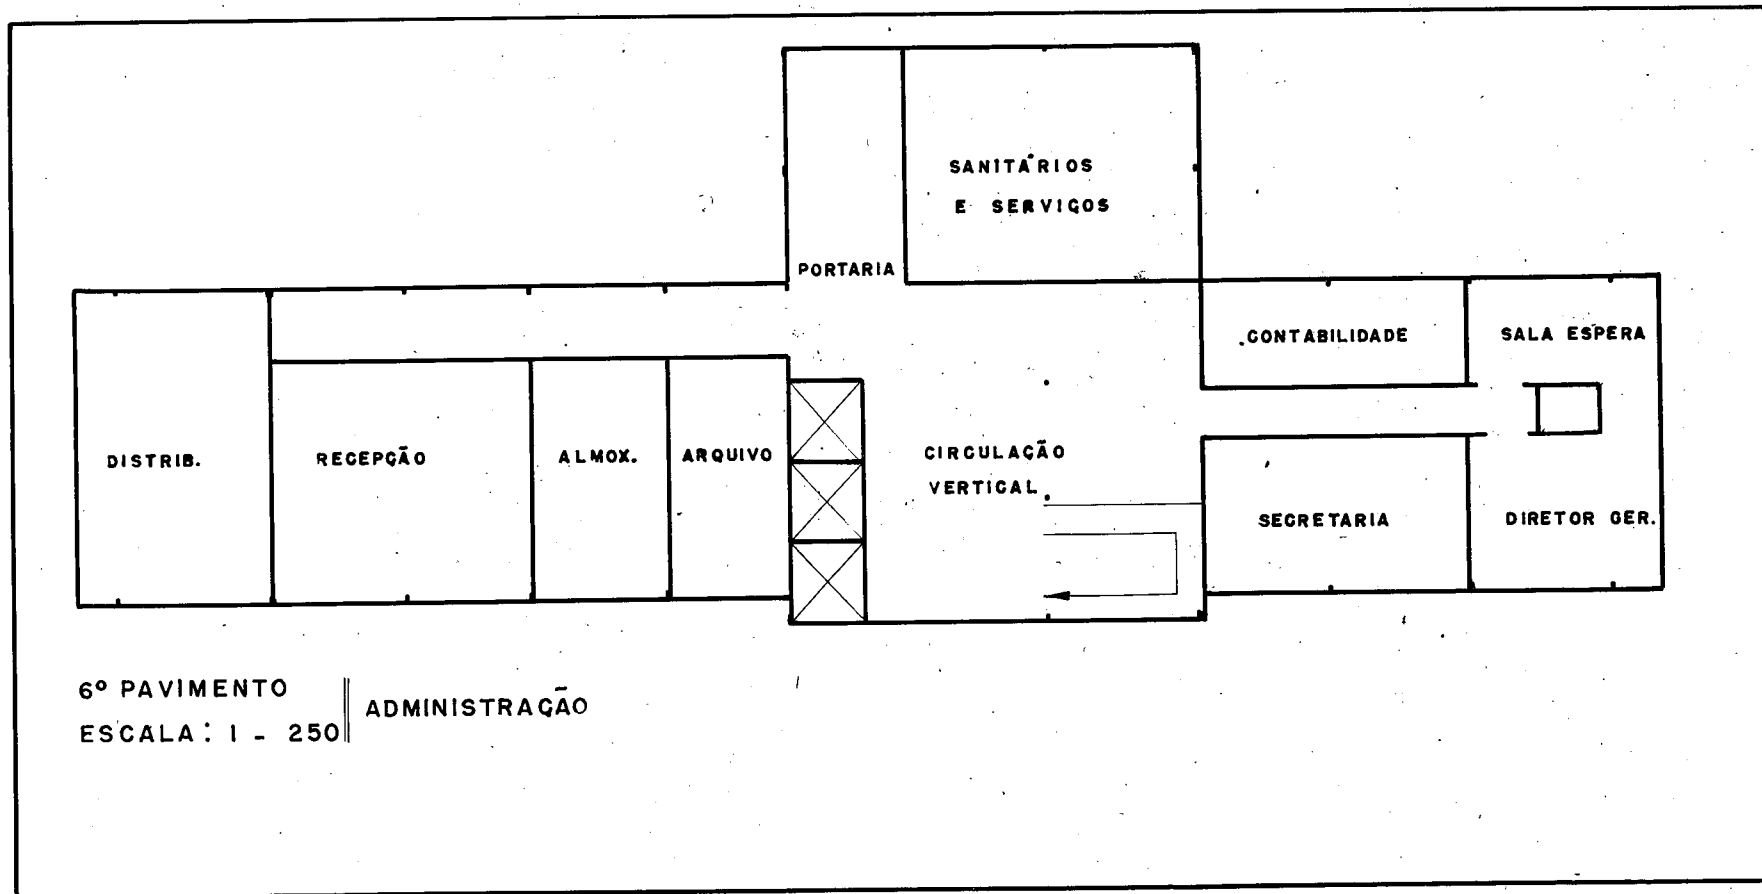 SANITÁRIOS
E SERVIÇOS
PORTARIA
CONTABILIDADE
SALA ESPERA
DISTRIB.
RECEPÇÃO
ALMOX.
ARQUIVO
CIRCULAÇÃO
VERTICAL
SECRETARIA
DIRETOR GER.
6º PAVIMENTO
ESCALA: 1 - 250
ADMINISTRAÇÃO